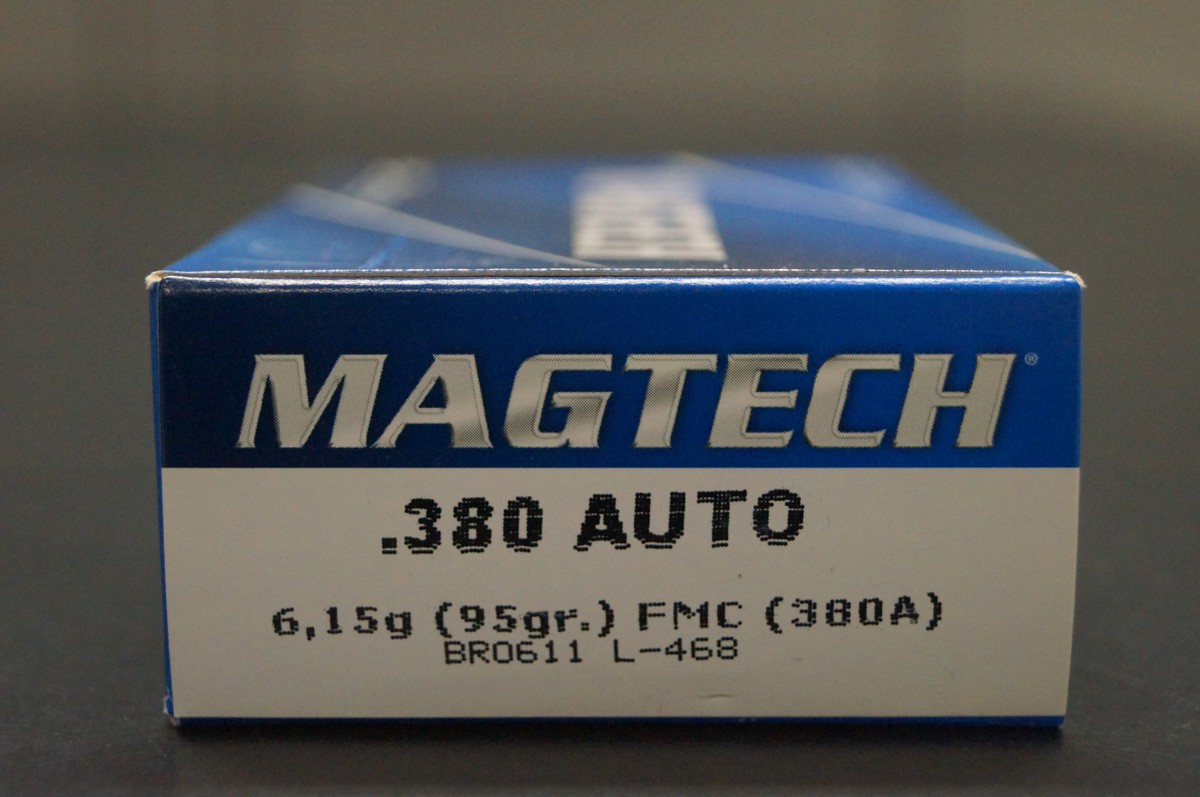 MAGTECH®
.380 AUTO
6,15g (95gr.) FMC (380A)
BR0611 L-468